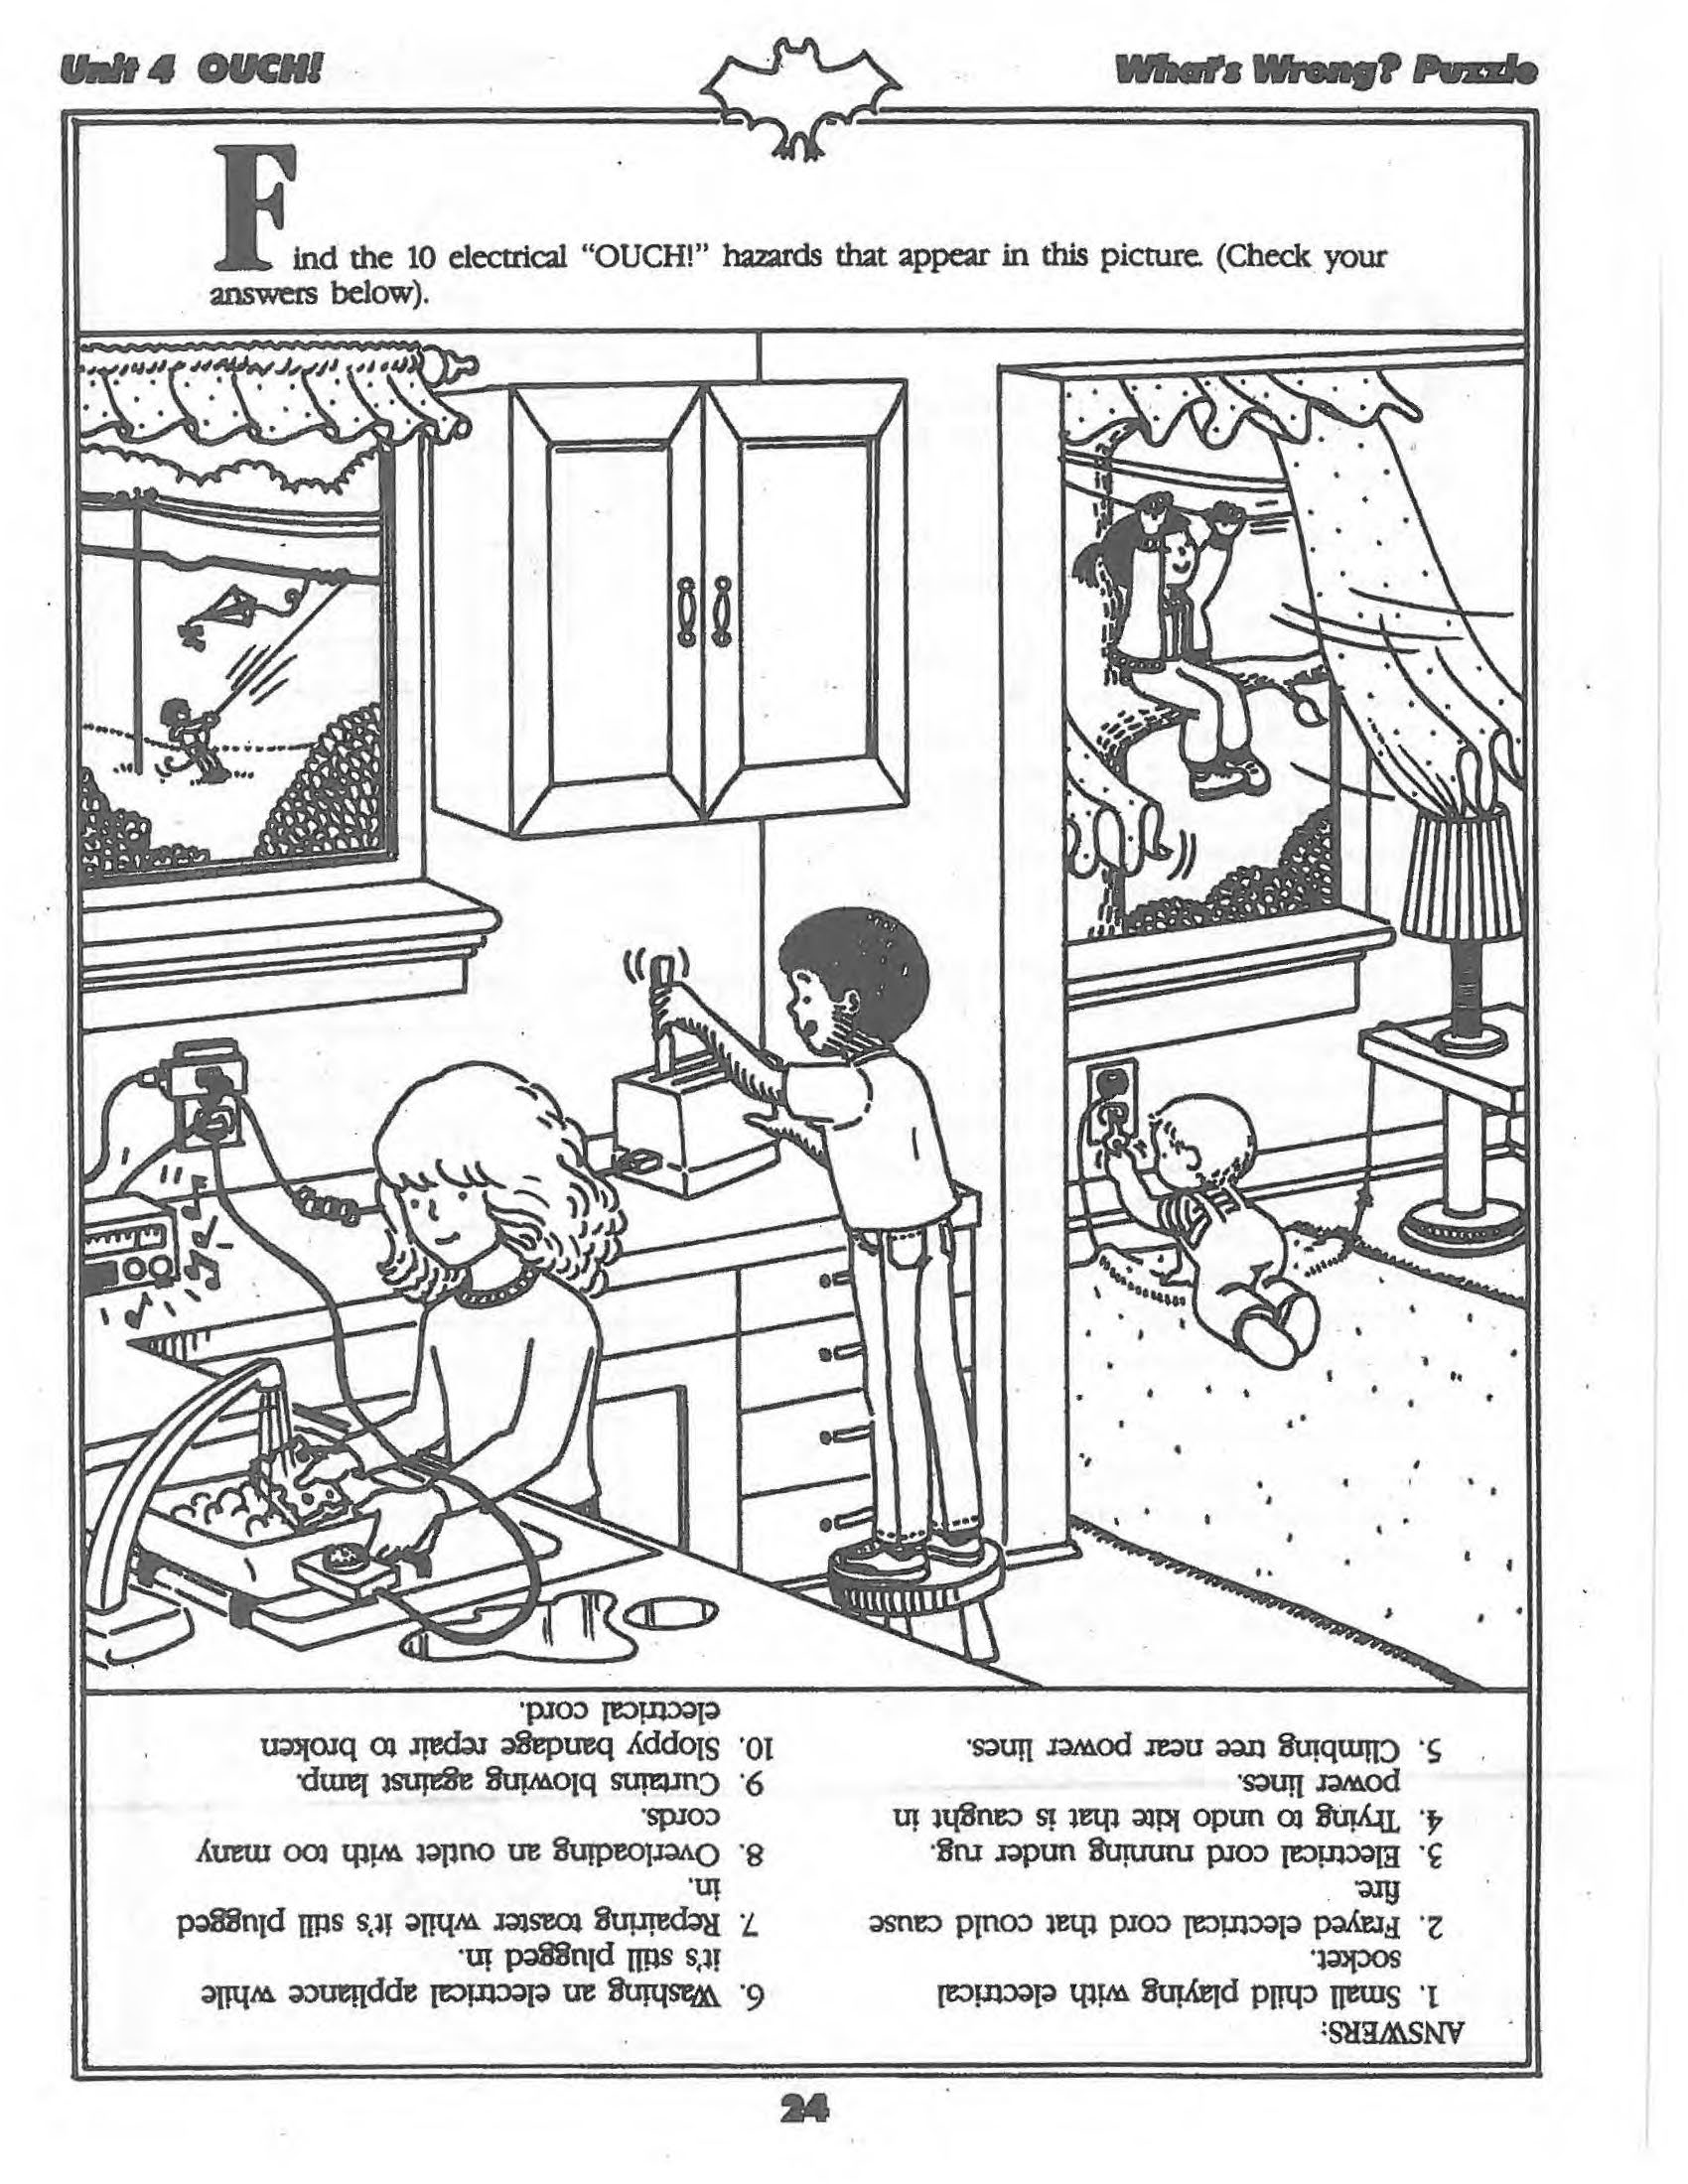 Unit 4 OUCH!
What's Wrong? Puzzle
Find the 10 electrical “OUCH!” hazards that appear in this picture. (Check your
answers below).
ANSWERS:
1. Small child playing with electrical
socket.
2. Frayed electrical cord that could cause
fire.
3. Electrical cord running under rug.
4. Trying to undo kite that is caught in
power lines.
5. Climbing tree near power lines.
6. Washing an electrical appliance while
it's still plugged in.
7. Repairing toaster while it's still plugged
in.
8. Overloading an outlet with too many
cords.
9. Curtains blowing against lamp.
10. Sloppy bandage repair to broken
electrical cord.
24